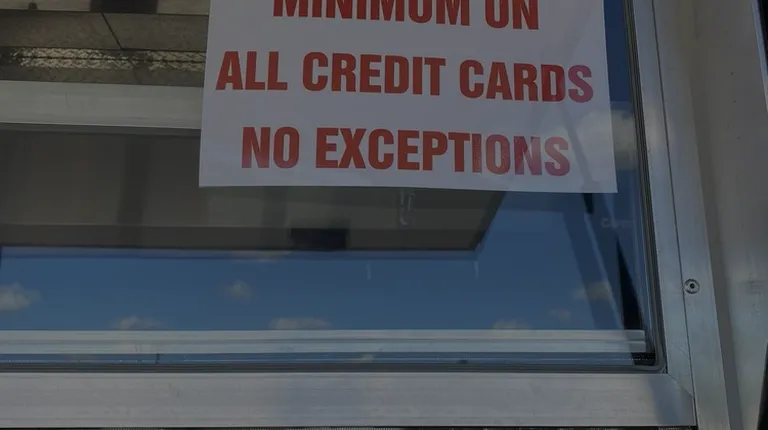 MINIMUM ON
ALL CREDIT CARDS
NO EXCEPTIONS